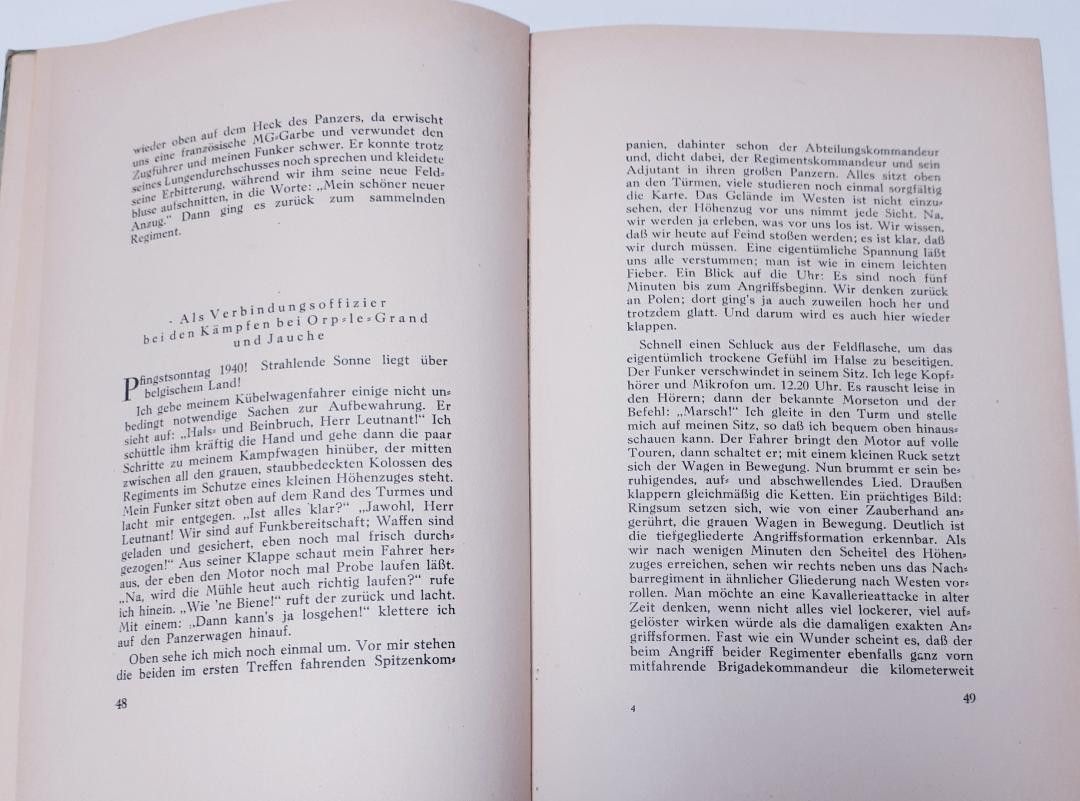 wieder oben auf dem Heck des Panzers, da erwischt
uns eine französische MG-Garbe und verwundet den
Zugführer und meinen Funker schwer. Er konnte trotz
seines Lungendurchschusses noch sprechen und kleidete
seine Erbitterung, während wir ihm seine neue Feld-
bluse aufschnitten, in die Worte: „Mein schöner neuer
Anzug.“ Dann ging es zurück zum sammelnden
Regiment.
Als Verbindungsoffizier
bei den Kämpfen bei Orp-le-Grand
und Jauche
Pfingstsonntag 1940! Strahlende Sonne liegt über
belgischem Land!
Ich gebe meinem Kübelwagenfahrer einige nicht un-
bedingt notwendige Sachen zur Aufbewahrung. Er
sieht auf: „Hals- und Beinbruch, Herr Leutnant!“ Ich
schüttle ihm kräftig die Hand und gehe dann die paar
Schritte zu meinem Kampfwagen hinüber, der mitten
zwischen all den grauen, staubbedeckten Kolossen des
Regiments im Schutze eines kleinen Höhenzuges steht.
Mein Funker sitzt oben auf dem Rand des Turmes und
lacht mir entgegen. „Ist alles klar?“ „Jawohl, Herr
Leutnant! Wir sind auf Funkbereitschaft; Waffen sind
geladen und gesichert, eben noch mal frisch durch-
gezogen!“ Aus seiner Klappe schaut mein Fahrer her-
aus, der eben den Motor noch mal Probe laufen läßt.
„Na, wird die Mühle heut auch richtig laufen?“ rufe
ich hinein. „Wie 'ne Biene!“ ruft der zurück und lacht.
Mit einem: „Dann kann's ja losgehen!“ klettere ich
auf den Panzerwagen hinauf.
Oben sehe ich mich noch einmal um. Vor mir stehen
die beiden im ersten Treffen fahrenden Spitzenkom-
48
panien, dahinter schon der Abteilungskommandeur
und, dicht dabei, der Regimentskommandeur und sein
Adjutant in ihren großen Panzern. Alles sitzt oben
an den Türmen, viele studieren noch einmal sorgfältig
die Karte. Das Gelände im Westen ist nicht einzu-
sehen, der Höhenzug vor uns nimmt jede Sicht. Na,
wir werden ja erleben, was vor uns los ist. Wir wissen,
daß wir heute auf Feind stoßen werden; es ist klar, daß
wir durch müssen. Eine eigentümliche Spannung läßt
uns alle verstummen; man ist wie in einem leichten
Fieber. Ein Blick auf die Uhr: Es sind noch fünf
Minuten bis zum Angriffsbeginn. Wir denken zurück
an Polen; dort ging's ja auch zuweilen hoch her und
trotzdem glatt. Und darum wird es auch hier wieder
klappen.
Schnell einen Schluck aus der Feldflasche, um das
eigentümlich trockene Gefühl im Halse zu beseitigen.
Der Funker verschwindet in seinem Sitz. Ich lege Kopf-
hörer und Mikrofon um. 12.20 Uhr. Es rauscht leise in
den Hörern; dann der bekannte Morseton und der
Befehl: „Marsch!“ Ich gleite in den Turm und stelle
mich auf meinen Sitz, so daß ich bequem oben hinaus-
schauen kann. Der Fahrer bringt den Motor auf volle
Touren, dann schaltet er; mit einem kleinen Ruck setzt
sich der Wagen in Bewegung. Nun brummt er sein be-
ruhigendes, auf- und abschwellendes Lied. Draußen
klappern gleichmäßig die Ketten. Ein prächtiges Bild:
Ringsum setzen sich, wie von einer Zauberhand an-
gerührt, die grauen Wagen in Bewegung. Deutlich ist
die tiefgegliederte Angriffsformation erkennbar. Als
wir nach wenigen Minuten den Scheitel des Höhen-
zuges erreichen, sehen wir rechts neben uns das Nach-
barregiment in ähnlicher Gliederung nach Westen vor-
rollen. Man möchte an eine Kavallerieattacke in alter
Zeit denken, wenn nicht alles viel lockerer, viel auf-
gelöster wirken würde als die damaligen exakten An-
griffsformen. Fast wie ein Wunder scheint es, daß der
beim Angriff beider Regimenter ebenfalls ganz vorn
mitfahrende Brigadekommandeur die kilometerweit
4
49